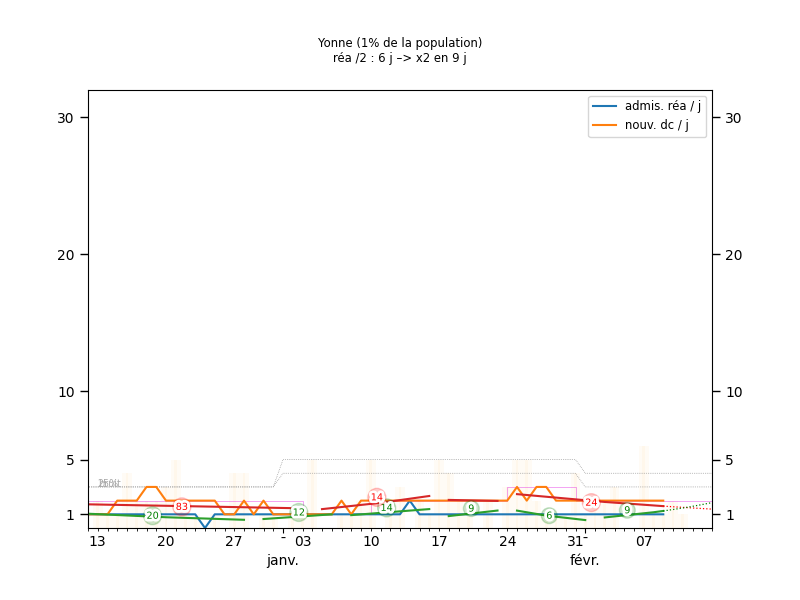 Yonne (1% de la population)
réa /2 : 6 j –> x2 en 9 j
admis. réa / j
nouv. dc / j
30 30
20 20
10 10
5 5
1 1
14
83
24
20
12
14
9
6
9
13 20 27 - 03 10 17 24 31 - 07
janv. févr.